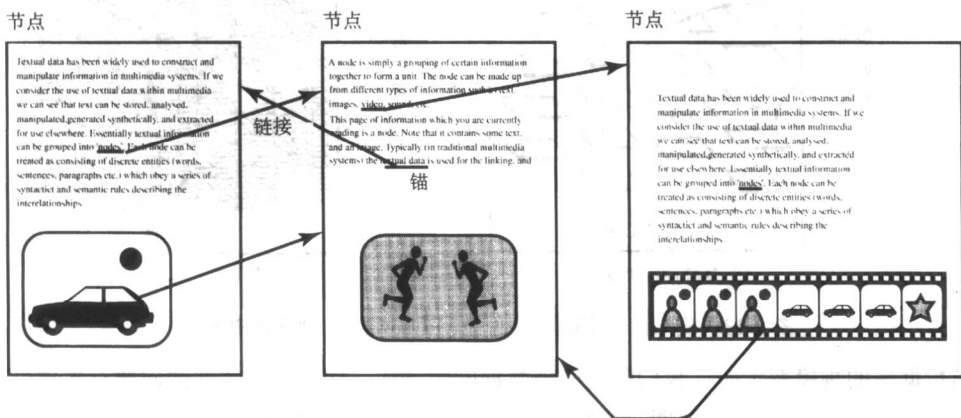 节点
Textual data has been widely used to construct and
manipulate information in multimedia systems. If we
consider the use of textual data within multimedia
we can see that text can be stored, analysed,
manipulated,generated synthetically, and extracted
for use elsewhere. Essentially textual information
can be grouped into 'nodes'. Each node can be
treated as consisting of discrete entities (words,
sentences, paragraphs etc.) which obey a series of
syntactict and semantic rules describing the
interelationships
链接
节点
A node is simply a grouping of certain information
together to form a unit. The node can be made up
from different types of information such text,
images, video, sound, etc.
This page of information which you are currently
reading is a node. Note that it contains some text,
and an image. Typically (in traditional multimedia
systems) the textual data is used for the linking, and
锚
节点
Textual data has been widely used to construct and
manipulate information in multimedia systems. If we
consider the use of textual data within multimedia
we can see that text can be stored, analysed,
manipulated,generated synthetically, and extracted
for use elsewhere. Essentially textual information
can be grouped into 'nodes'. Each node can be
treated as consisting of discrete entities (words,
sentences, paragraphs etc.) which obey a series of
syntactict and semantic rules describing the
interelationships